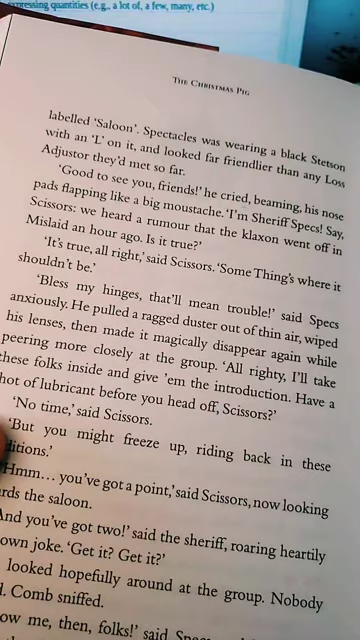 expressing quantities (e.g., a lot of, a few, many, etc.)
THE CHRISTMAS PIG
labelled ‘Saloon’. Spectacles was wearing a black Stetson
with an ‘L’ on it, and looked far friendlier than any Loss
Adjustor they’d met so far.
‘Good to see you, friends!’ he cried, beaming, his nose
pads flapping like a big moustache. ‘I’m Sheriff Specs! Say,
Scissors: we heard a rumour that the klaxon went off in
Mislaid an hour ago. Is it true?’
‘It’s true, all right,’ said Scissors. ‘Some Thing’s where it
shouldn’t be.’
‘Bless my hinges, that’ll mean trouble!’ said Specs
anxiously. He pulled a ragged duster out of thin air, wiped
his lenses, then made it magically disappear again while
peering more closely at the group. ‘All righty, I’ll take
these folks inside and give ’em the introduction. Have a
hot of lubricant before you head off, Scissors?’
‘No time,’ said Scissors.
‘But you might freeze up, riding back in these
ditions.’
‘Hmm… you’ve got a point,’ said Scissors, now looking
rds the saloon.
And you’ve got two!’ said the sheriff, roaring heartily
own joke. ‘Get it? Get it?’
looked hopefully around at the group. Nobody
d. Comb sniffed.
ow me, then, folks!’ said